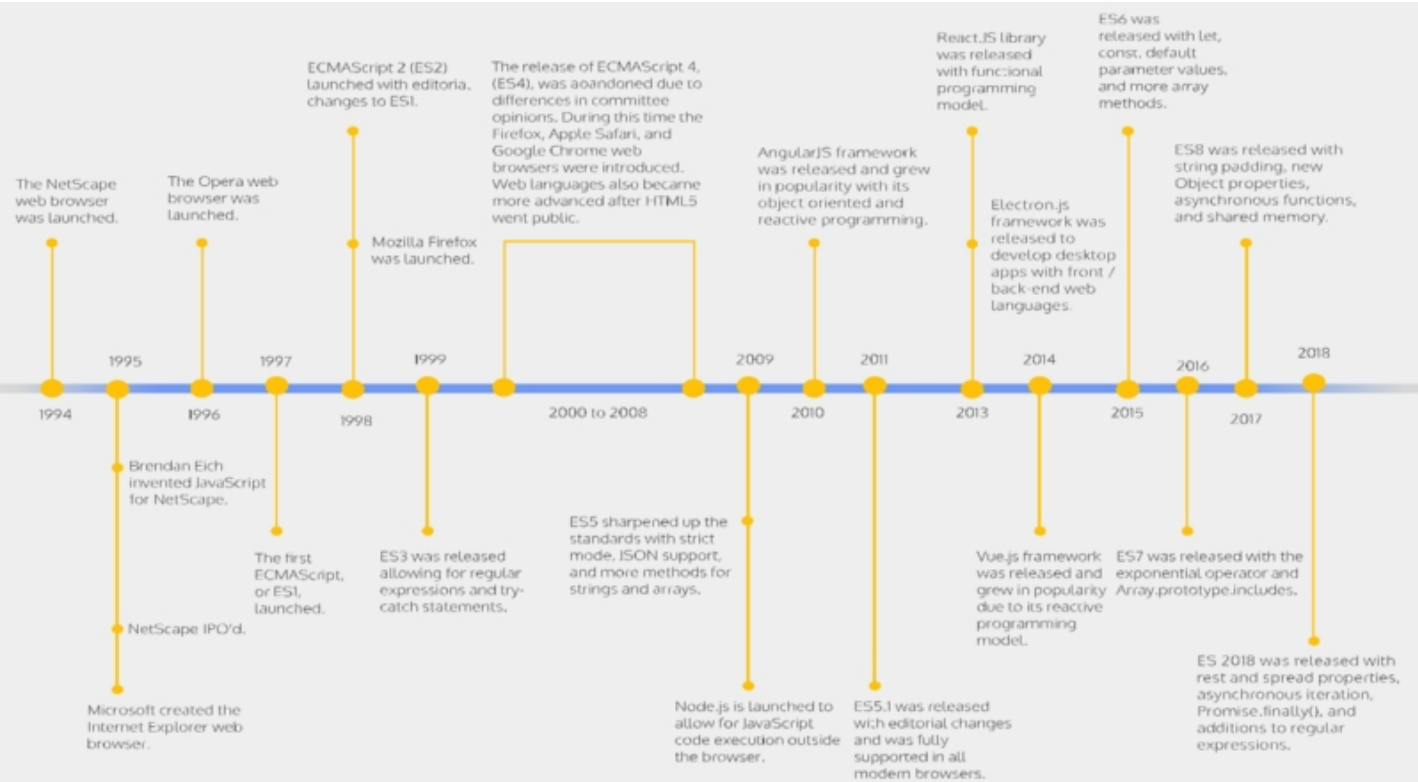 The NetScape
web browser
was launched.
1994
1995
Brendan Eich
invented JavaScript
for NetScape.
NetScape IPO'd.
Microsoft created the
Internet Explorer web
browser.
The Opera web
browser was
launched.
1996
1997
The first
ECMAScript,
or ES1,
launched.
ECMAScript 2 (ES2)
launched with editoria,
changes to ES1.
Mozilla Firefox
was launched.
1998
1999
ES3 was released
allowing for regular
expressions and try-
catch statements.
The release of ECMAScript 4,
(ES4), was aoandoned due to
differences in committee
opinions. During this time the
Firefox, Apple Safari, and
Google Chrome web
browsers were introduced.
Web languages also became
more advanced after HTML5
went public.
2000 to 2008
2009
ES5 sharpened up the
standards with strict
mode, JSON support,
and more methods for
strings and arrays.
Node.js is launched to
allow for JavaScript
code execution outside
the browser.
AngularJS framework
was released and grew
in popularity with its
object oriented and
reactive programming.
2010
2011
ES5.1 was released
with editorial changes
and was fully
supported in all
modern browsers.
React.JS library
was released
with functional
programming
model.
Electron.js
framework was
released to
develop desktop
apps with front /
back-end web
languages.
2013
2014
Vue.js framework
was released and
grew in popularity
due to its reactive
programming
model.
ES6 was
released with let,
const, default
parameter values,
and more array
methods.
2015
2016
ES7 was released with the
exponential operator and
Array.prototype.includes.
ES8 was released with
string padding, new
Object properties,
asynchronous functions,
and shared memory.
2017
2018
ES 2018 was released with
rest and spread properties,
asynchronous iteration,
Promise.finally(), and
additions to regular
expressions.